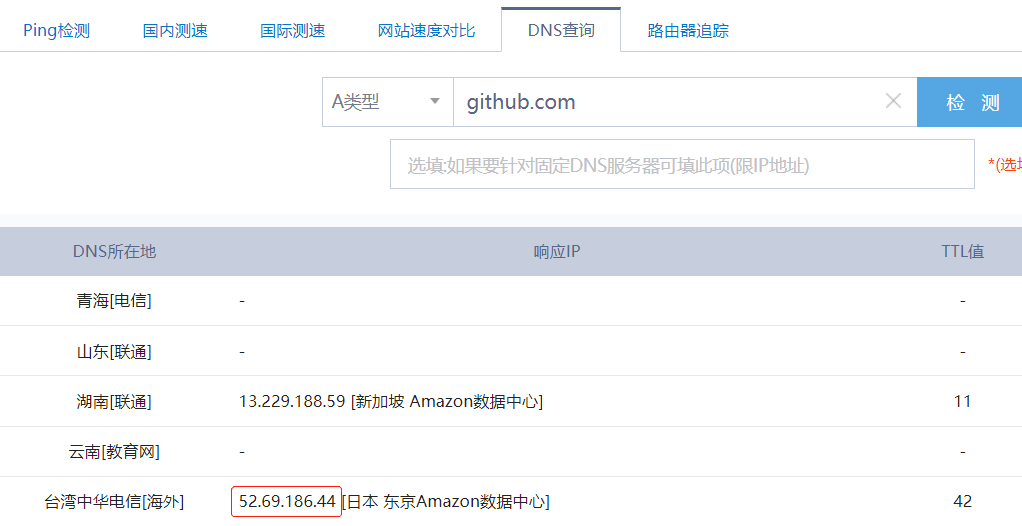 Ping检测 国内测速 国际测速 网站速度对比 DNS查询 路由器追踪
A类型 github.com 检 测
选填:如果要针对固定DNS服务器可填此项(限IP地址) *(选填
DNS所在地 响应IP TTL值
青海[电信] - -
山东[联通] - -
湖南[联通] 13.229.188.59 [新加坡 Amazon数据中心] 11
云南[教育网] - -
台湾中华电信[海外] 52.69.186.44 [日本 东京Amazon数据中心] 42